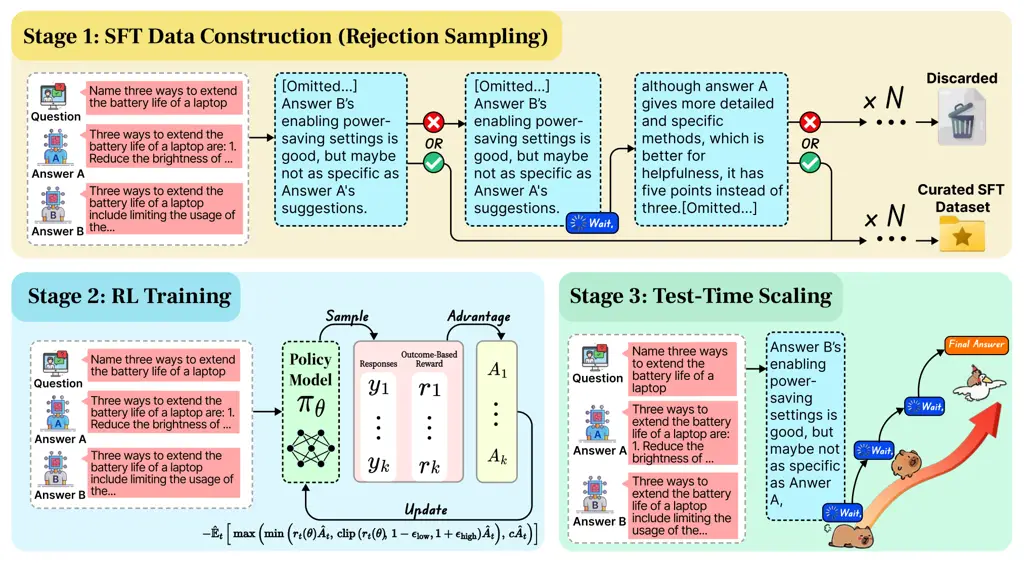 Stage 1: SFT Data Construction (Rejection Sampling)
Name three ways to extend
the battery life of a laptop
Question
Three ways to extend the
battery life of a laptop are: 1.
Reduce the brightness of ...
A
Answer A
Three ways to extend the
battery life of a laptop
include limiting the usage of
the...
B
Answer B
[Omitted...]
Answer B's
enabling power-
saving settings is
good, but maybe
not as specific as
Answer A's
suggestions.
OR
[Omitted...]
Answer B's
enabling power-
saving settings is
good, but maybe
not as specific as
Answer A's
suggestions.
Wait,
although answer A
gives more detailed
and specific
methods, which is
better for
helpfulness, it has
five points instead of
three.[Omitted...]
OR
x N
...
Discarded
x N
...
Curated SFT
Dataset
Stage 2: RL Training
Name three ways to extend
the battery life of a laptop
Question
Three ways to extend the
battery life of a laptop are: 1.
Reduce the brightness of ...
A
Answer A
Three ways to extend the
battery life of a laptop
include limiting the usage of
the...
B
Answer B
Sample
Advantage
Policy
Model
πθ
Responses
y1
⋮
yk
Outcome-Based
Reward
r1
⋮
rk
A1
⋮
Ak
Update
−Êt [ max ( min ( rt(θ)Ât, clip (rt(θ), 1 − ϵlow, 1 + ϵhigh)Ât ), cÂt ) ]
Stage 3: Test-Time Scaling
Name three ways
to extend the
battery life of a
laptop
Question
Three ways to
extend the battery
life of a laptop are:
1. Reduce the
brightness of ...
A
Answer A
Three ways to
extend the battery
life of a laptop
include limiting the
usage of the...
B
Answer B
Answer B's
enabling
power-
saving
settings is
good, but
maybe not
as specific
as Anwer
A,
Wait,
Wait,
Wait,
Final Answer